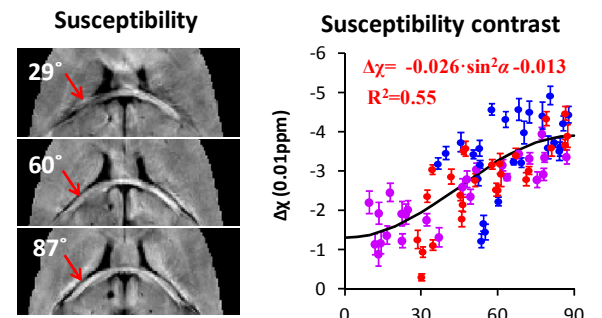 Susceptibility
29°
60°
87°
Susceptibility contrast
Δχ= -0.026·sin²α -0.013
R²=0.55
Δχ (0.01ppm)
-6
-5
-4
-3
-2
-1
0
0 30 60 90